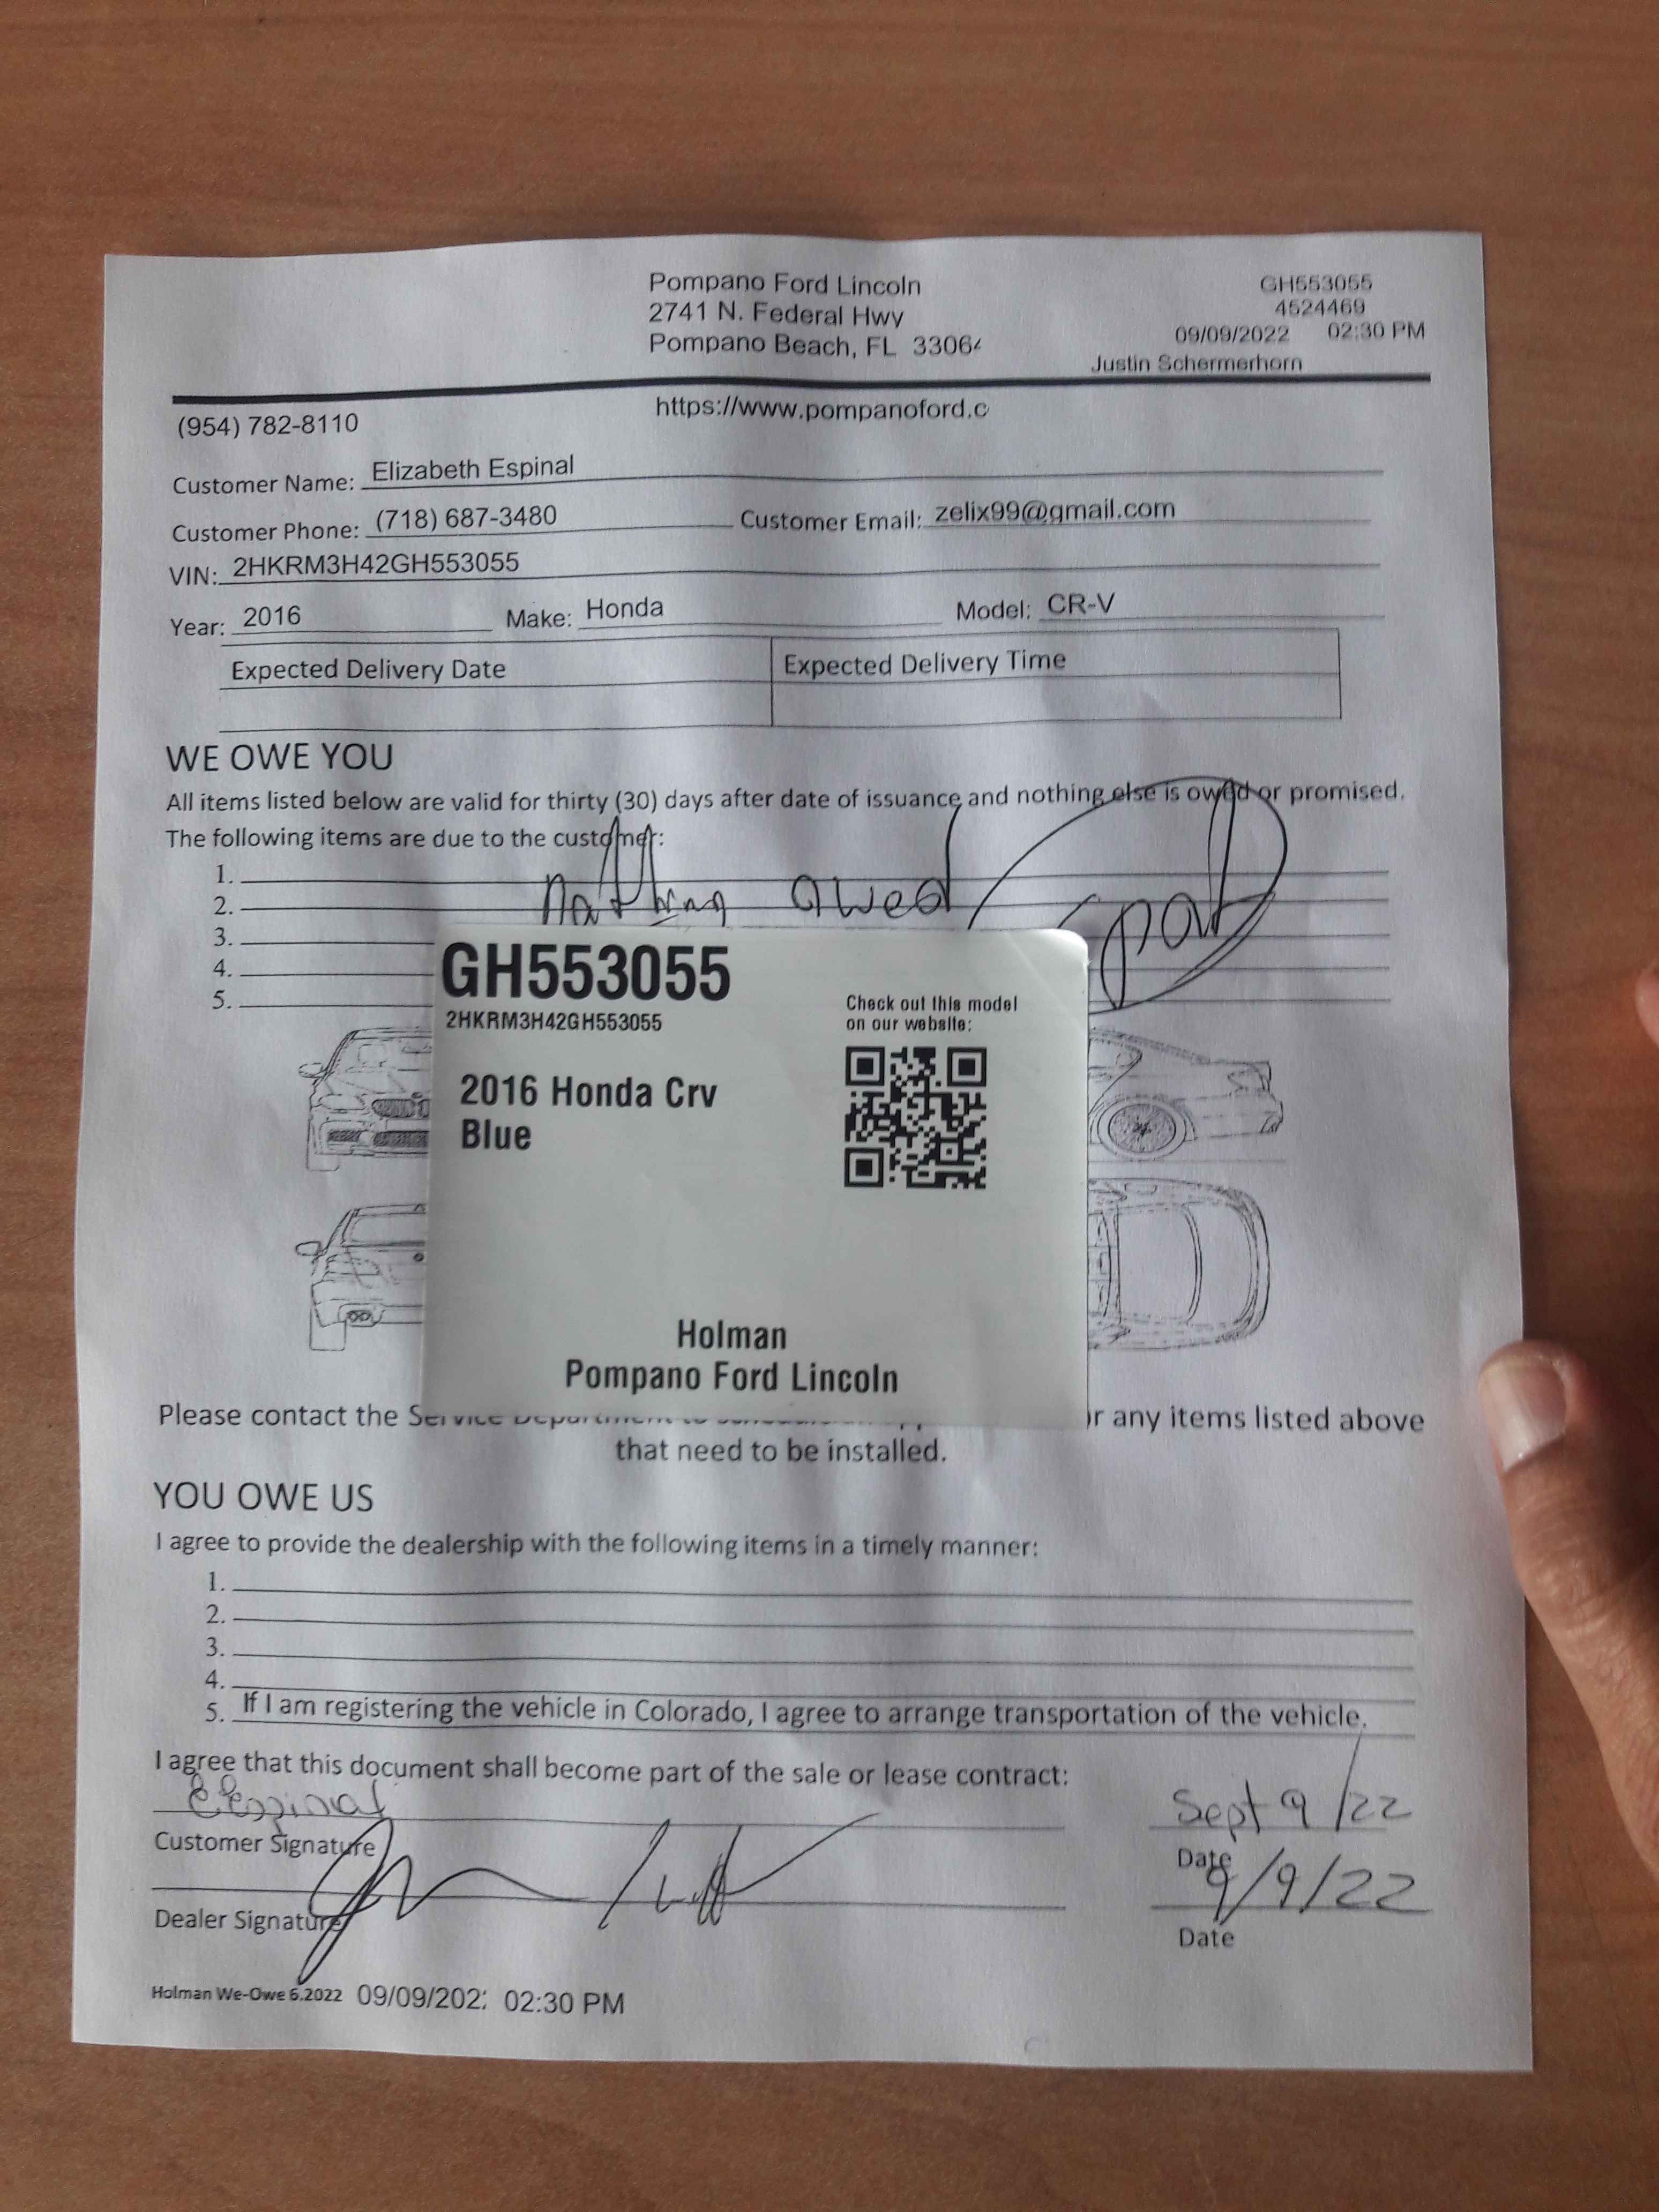 Pompano Ford Lincoln
2741 N. Federal Hwy
Pompano Beach, FL 33064
GH553055
4524469
09/09/2022 02:30 PM
Justin Schermerhorn
(954) 782-8110
https://www.pompanoford.c
Customer Name: Elizabeth Espinal
Customer Phone: (718) 687-3480 Customer Email: zelix99@gmail.com
VIN: 2HKRM3H42GH553055
Year: 2016 Make: Honda Model: CR-V
Expected Delivery Date Expected Delivery Time
WE OWE YOU
All items listed below are valid for thirty (30) days after date of issuance and nothing else is owed or promised.
The following items are due to the customer:
1.
2. Nothing owed
3.
4.
5.
GH553055
2HKRM3H42GH553055
Check out this model
on our website:
2016 Honda Crv
Blue
Holman
Pompano Ford Lincoln
Please contact the Service Department to any items listed above
that need to be installed.
YOU OWE US
I agree to provide the dealership with the following items in a timely manner:
1.
2.
3.
4.
5. If I am registering the vehicle in Colorado, I agree to arrange transportation of the vehicle.
I agree that this document shall become part of the sale or lease contract:
EEspinal Sept 9/22
Customer Signature Date
9/9/22
Dealer Signature Date
Holman We-Owe 6.2022 09/09/202 02:30 PM